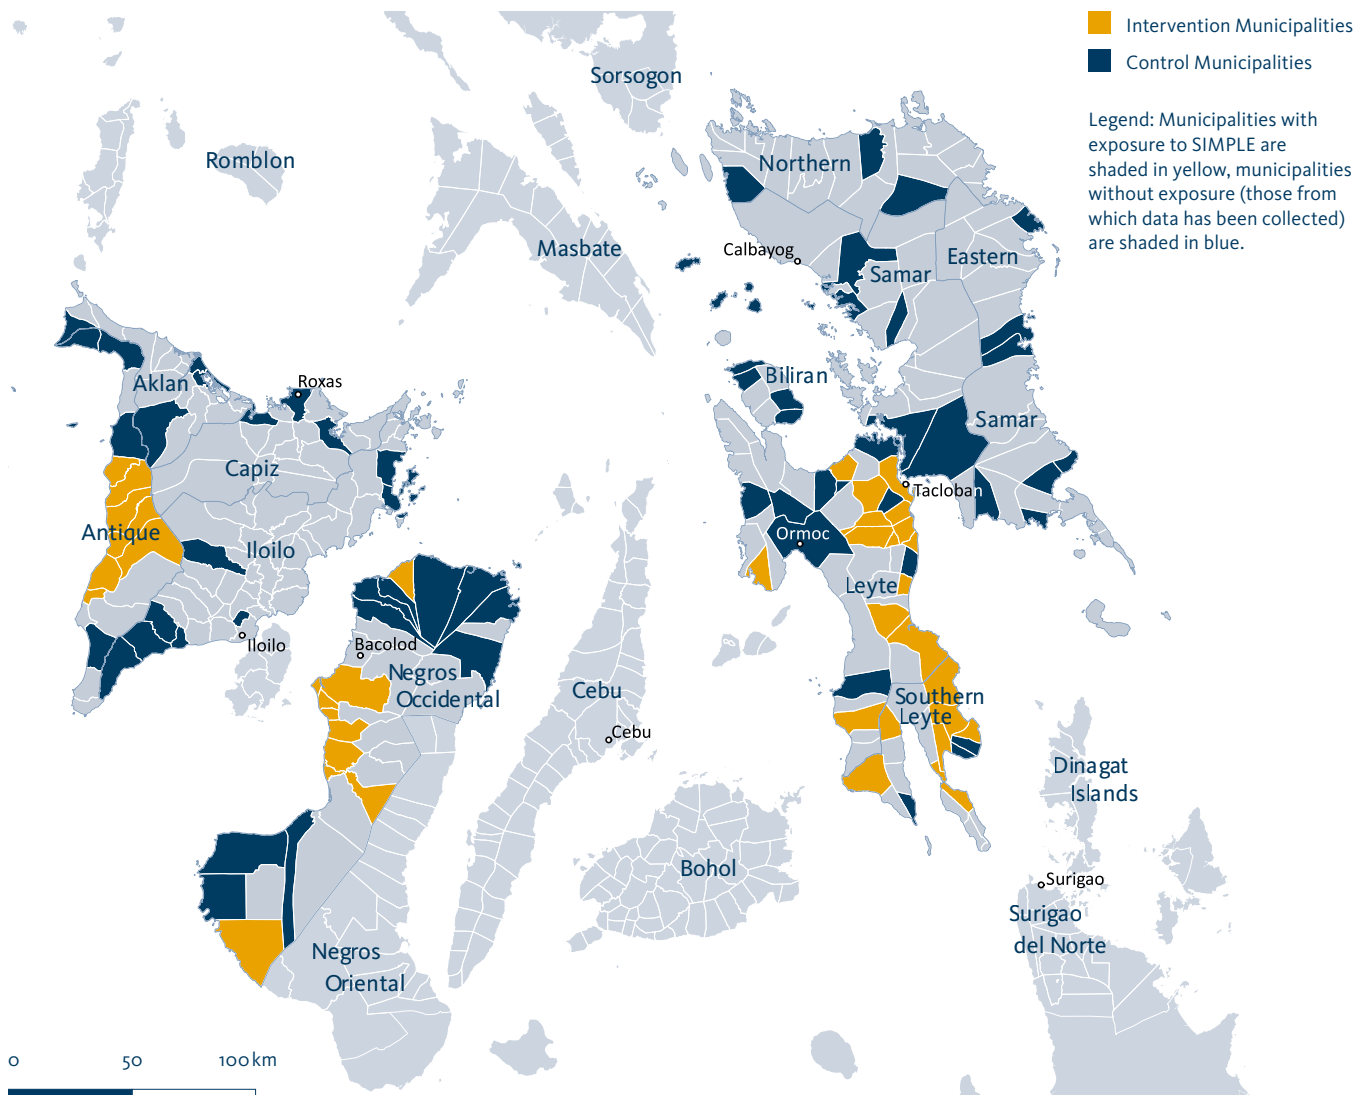 Intervention Municipalities
Control Municipalities
Legend: Municipalities with
exposure to SIMPLE are
shaded in yellow, municipalities
without exposure (those from
which data has been collected)
are shaded in blue.
Sorsogon
Romblon
Northern
Masbate
Calbayog
Samar
Eastern
Aklan
Roxas
Biliran
Samar
Capiz
Tacloban
Antique
Iloilo
Ormoc
Leyte
Iloilo
Bacolod
Negros
Occidental
Cebu
Southern
Leyte
Cebu
Dinagat
Islands
Bohol
Surigao
Surigao
del Norte
Negros
Oriental
0 50 100 km